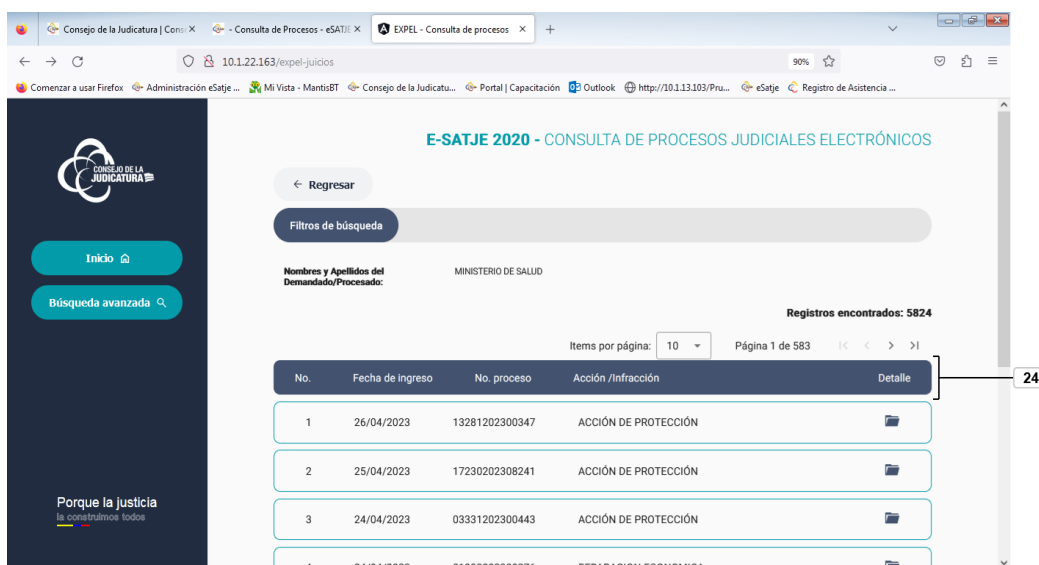 Consejo de la Judicatura | Conse
- Consulta de Procesos - eSATJE
EXPEL - Consulta de procesos
10.1.22.163/expel-juicios
90%
Comenzar a usar Firefox
Administración eSatje ...
Mi Vista - MantisBT
Consejo de la Judicatu...
Portal | Capacitación
Outlook
http://10.1.13.103/Pru...
eSatje
Registro de Asistencia ...
CONSEJO DE LA
JUDICATURA
E-SATJE 2020 - CONSULTA DE PROCESOS JUDICIALES ELECTRÓNICOS
Regresar
Filtros de búsqueda
Inicio
Búsqueda avanzada
Nombres y Apellidos del
Demandado/Procesado:
MINISTERIO DE SALUD
Registros encontrados: 5824
Items por página: 10 Página 1 de 583
No. Fecha de ingreso No. proceso Acción /Infracción Detalle
24
1 26/04/2023 13281202300347 ACCIÓN DE PROTECCIÓN
2 25/04/2023 17230202308241 ACCIÓN DE PROTECCIÓN
3 24/04/2023 03331202300443 ACCIÓN DE PROTECCIÓN
Porque la justicia
la construimos todos